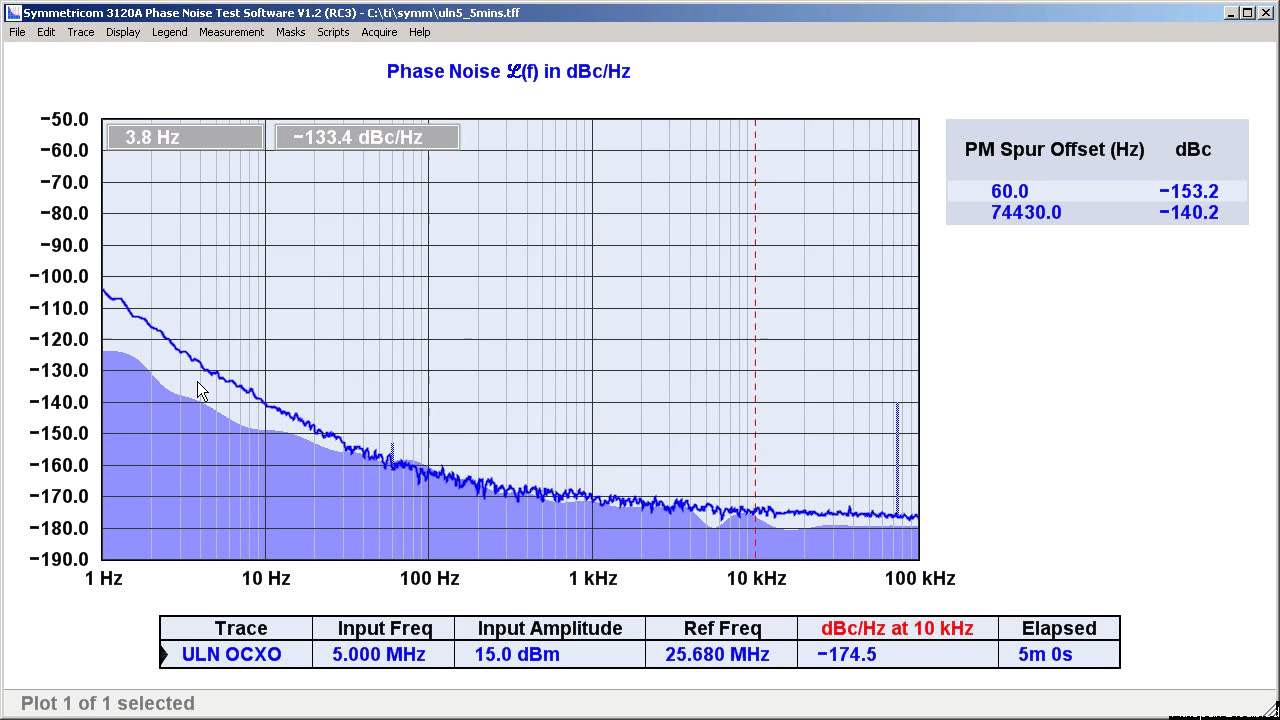 Symmetricom 3120A Phase Noise Test Software V1.2 (RC3) - C:\ti\symm\uln5_5mins.tff
File Edit Trace Display Legend Measurement Masks Scripts Acquire Help
Phase Noise ℒ(f) in dBc/Hz
3.8 Hz −133.4 dBc/Hz
−50.0
−60.0
−70.0
−80.0
−90.0
−100.0
−110.0
−120.0
−130.0
−140.0
−150.0
−160.0
−170.0
−180.0
−190.0
1 Hz 10 Hz 100 Hz 1 kHz 10 kHz 100 kHz
PM Spur Offset (Hz) dBc
60.0 −153.2
74430.0 −140.2
Trace Input Freq Input Amplitude Ref Freq dBc/Hz at 10 kHz Elapsed
ULN OCXO 5.000 MHz 15.0 dBm 25.680 MHz −174.5 5m 0s
Plot 1 of 1 selected